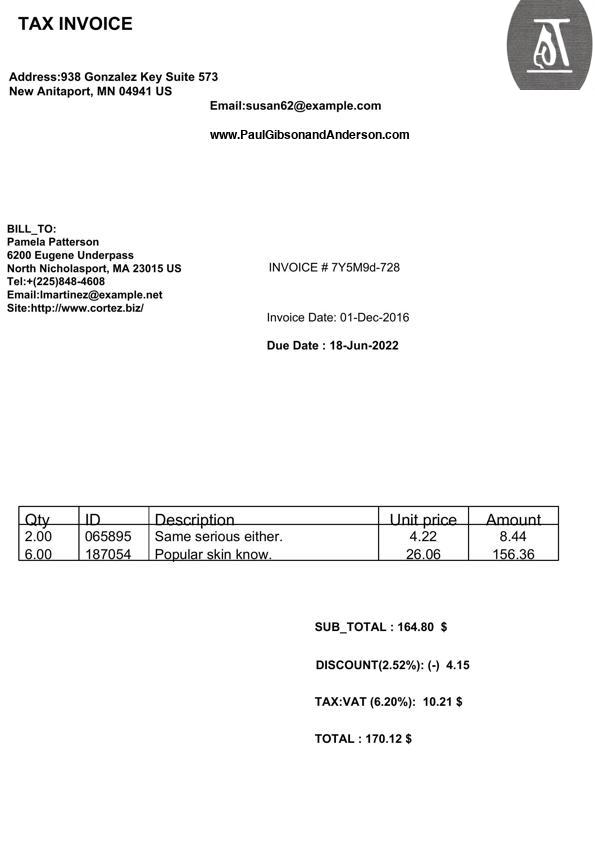 TAX INVOICE
Address:938 Gonzalez Key Suite 573
New Anitaport, MN 04941 US
Email:susan62@example.com
www.PaulGibsonandAnderson.com
BILL_TO:
Pamela Patterson
6200 Eugene Underpass
North Nicholasport, MA 23015 US
Tel:+(225)848-4608
Email:lmartinez@example.net
Site:http://www.cortez.biz/
INVOICE # 7Y5M9d-728
Invoice Date: 01-Dec-2016
Due Date : 18-Jun-2022
Qty ID Description Unit price Amount
2.00 065895 Same serious either. 4.22 8.44
6.00 187054 Popular skin know. 26.06 156.36
SUB_TOTAL : 164.80 $
DISCOUNT(2.52%): (-) 4.15
TAX:VAT (6.20%): 10.21 $
TOTAL : 170.12 $